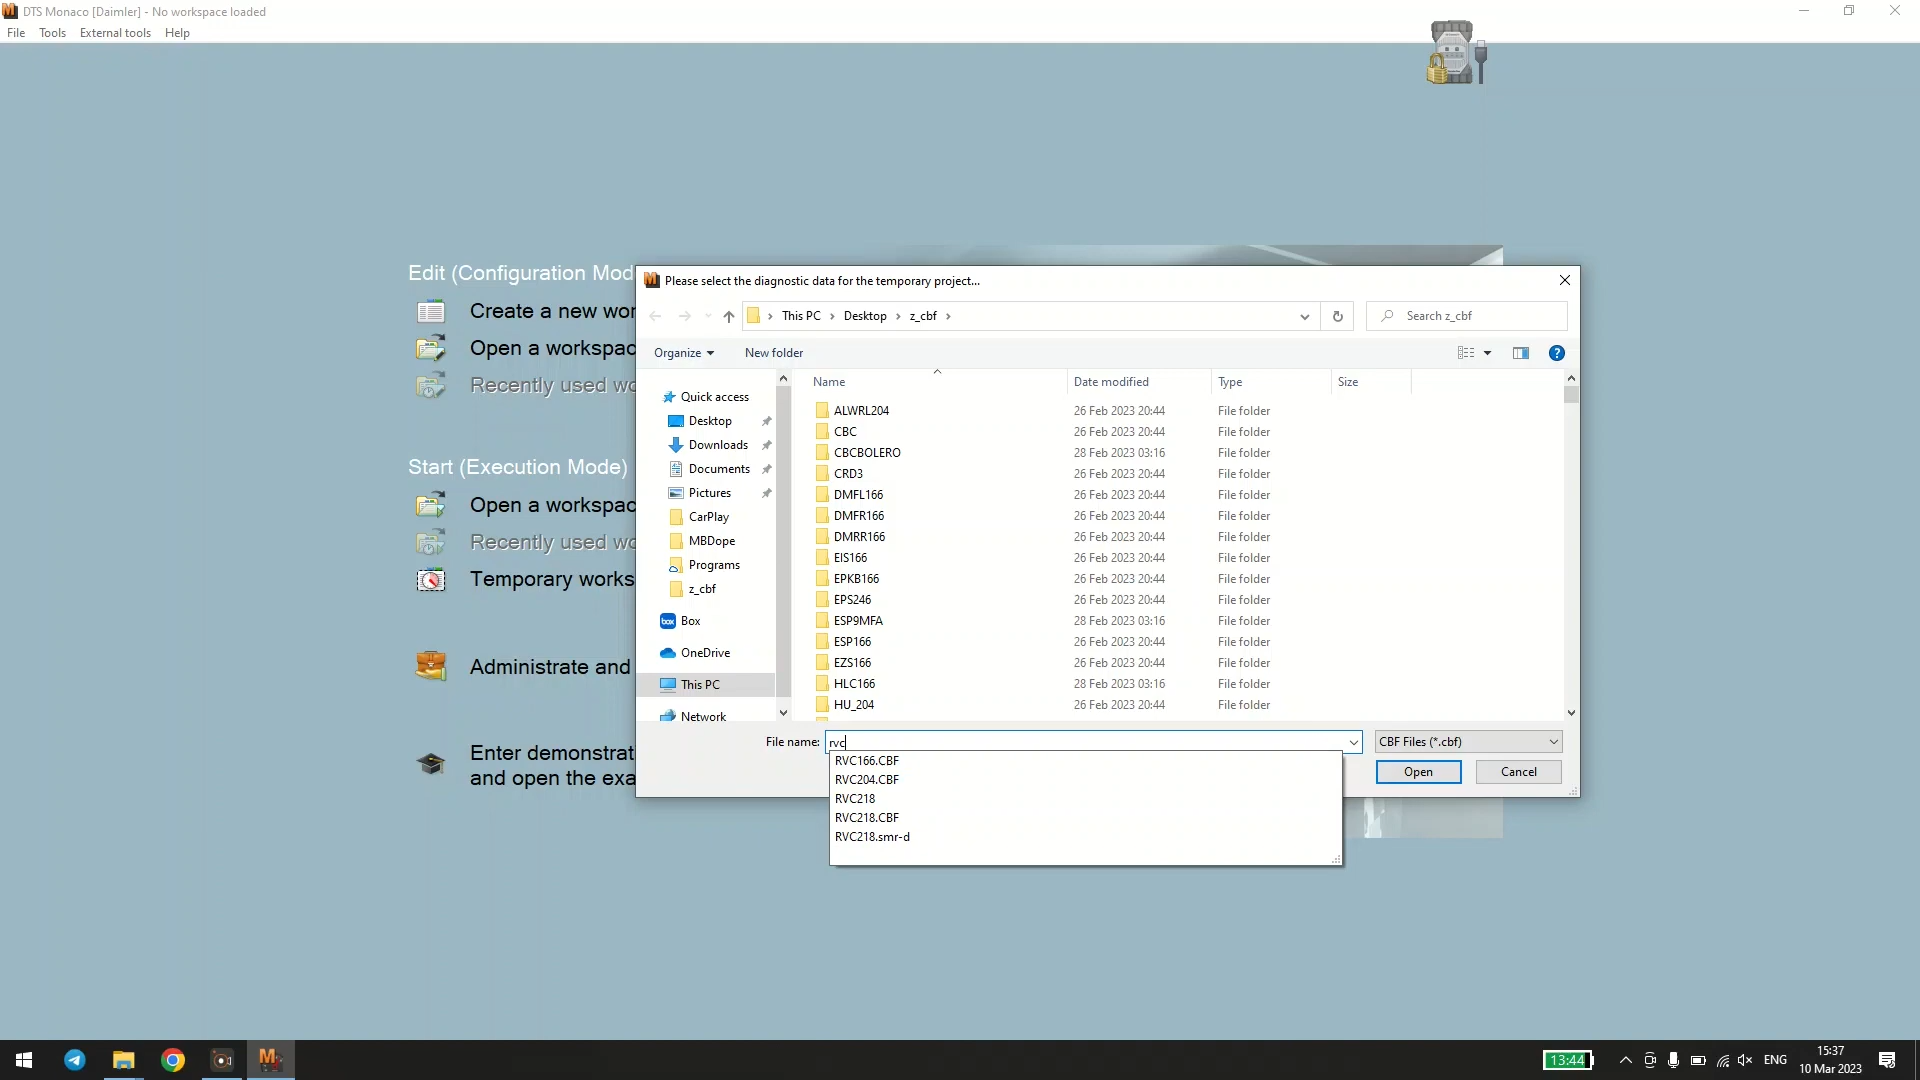 DTS Monaco [Daimler] - No workspace loaded
File Tools External tools Help
Edit (Configuration Mod
Create a new wor
Open a workspac
Recently used wo
Start (Execution Mode)
Open a workspac
Recently used wo
Temporary works
Administrate and
Enter demonstrat
and open the exa
Please select the diagnostic data for the temporary project...
This PC › Desktop › z_cbf ›
Search z_cbf
Organize
New folder
Quick access
Desktop
Downloads
Documents
Pictures
CarPlay
MBDope
Programs
z_cbf
Box
OneDrive
This PC
Network
Name Date modified Type Size
ALWRL204 26 Feb 2023 20:44 File folder
CBC 26 Feb 2023 20:44 File folder
CBCBOLERO 28 Feb 2023 03:16 File folder
CRD3 26 Feb 2023 20:44 File folder
DMFL166 26 Feb 2023 20:44 File folder
DMFR166 26 Feb 2023 20:44 File folder
DMRR166 26 Feb 2023 20:44 File folder
EIS166 26 Feb 2023 20:44 File folder
EPKB166 26 Feb 2023 20:44 File folder
EPS246 26 Feb 2023 20:44 File folder
ESP9MFA 28 Feb 2023 03:16 File folder
ESP166 26 Feb 2023 20:44 File folder
EZS166 26 Feb 2023 20:44 File folder
HLC166 28 Feb 2023 03:16 File folder
HU_204 26 Feb 2023 20:44 File folder
File name: rvc
CBF Files (*.cbf)
RVC166.CBF
RVC204.CBF
RVC218
RVC218.CBF
RVC218.smr-d
Open
Cancel
box
M
13:44
ENG
15:37
10 Mar 2023